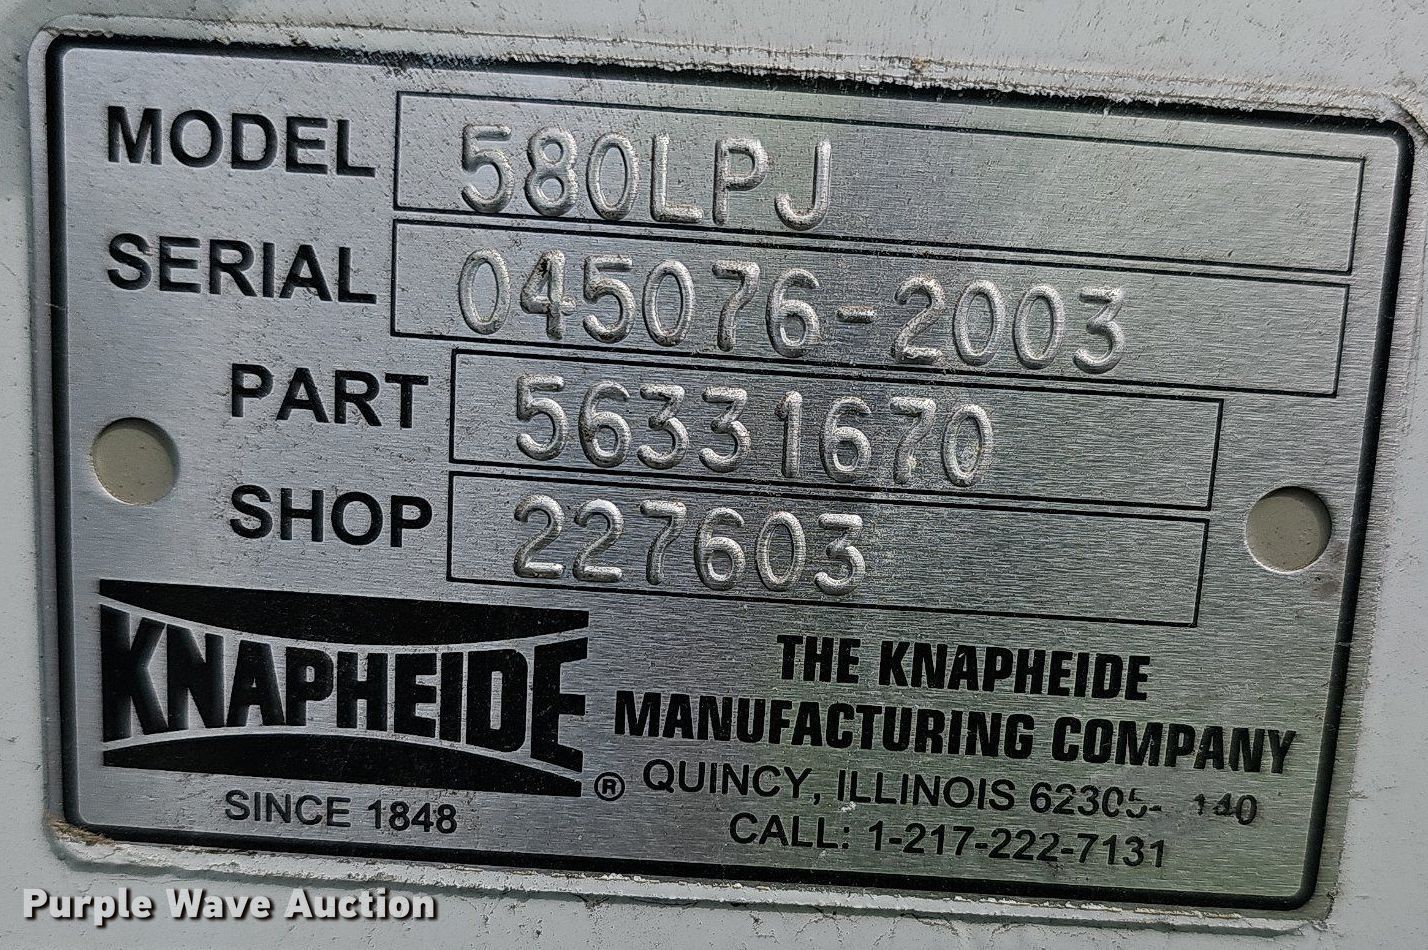 MODEL 580LPJ
SERIAL 045076-2003
PART 56331670
SHOP 227603
KNAPHEIDE ®
SINCE 1848
THE KNAPHEIDE
MANUFACTURING COMPANY
QUINCY, ILLINOIS
CALL: 1-217-222-7131
Purple Wave Auction